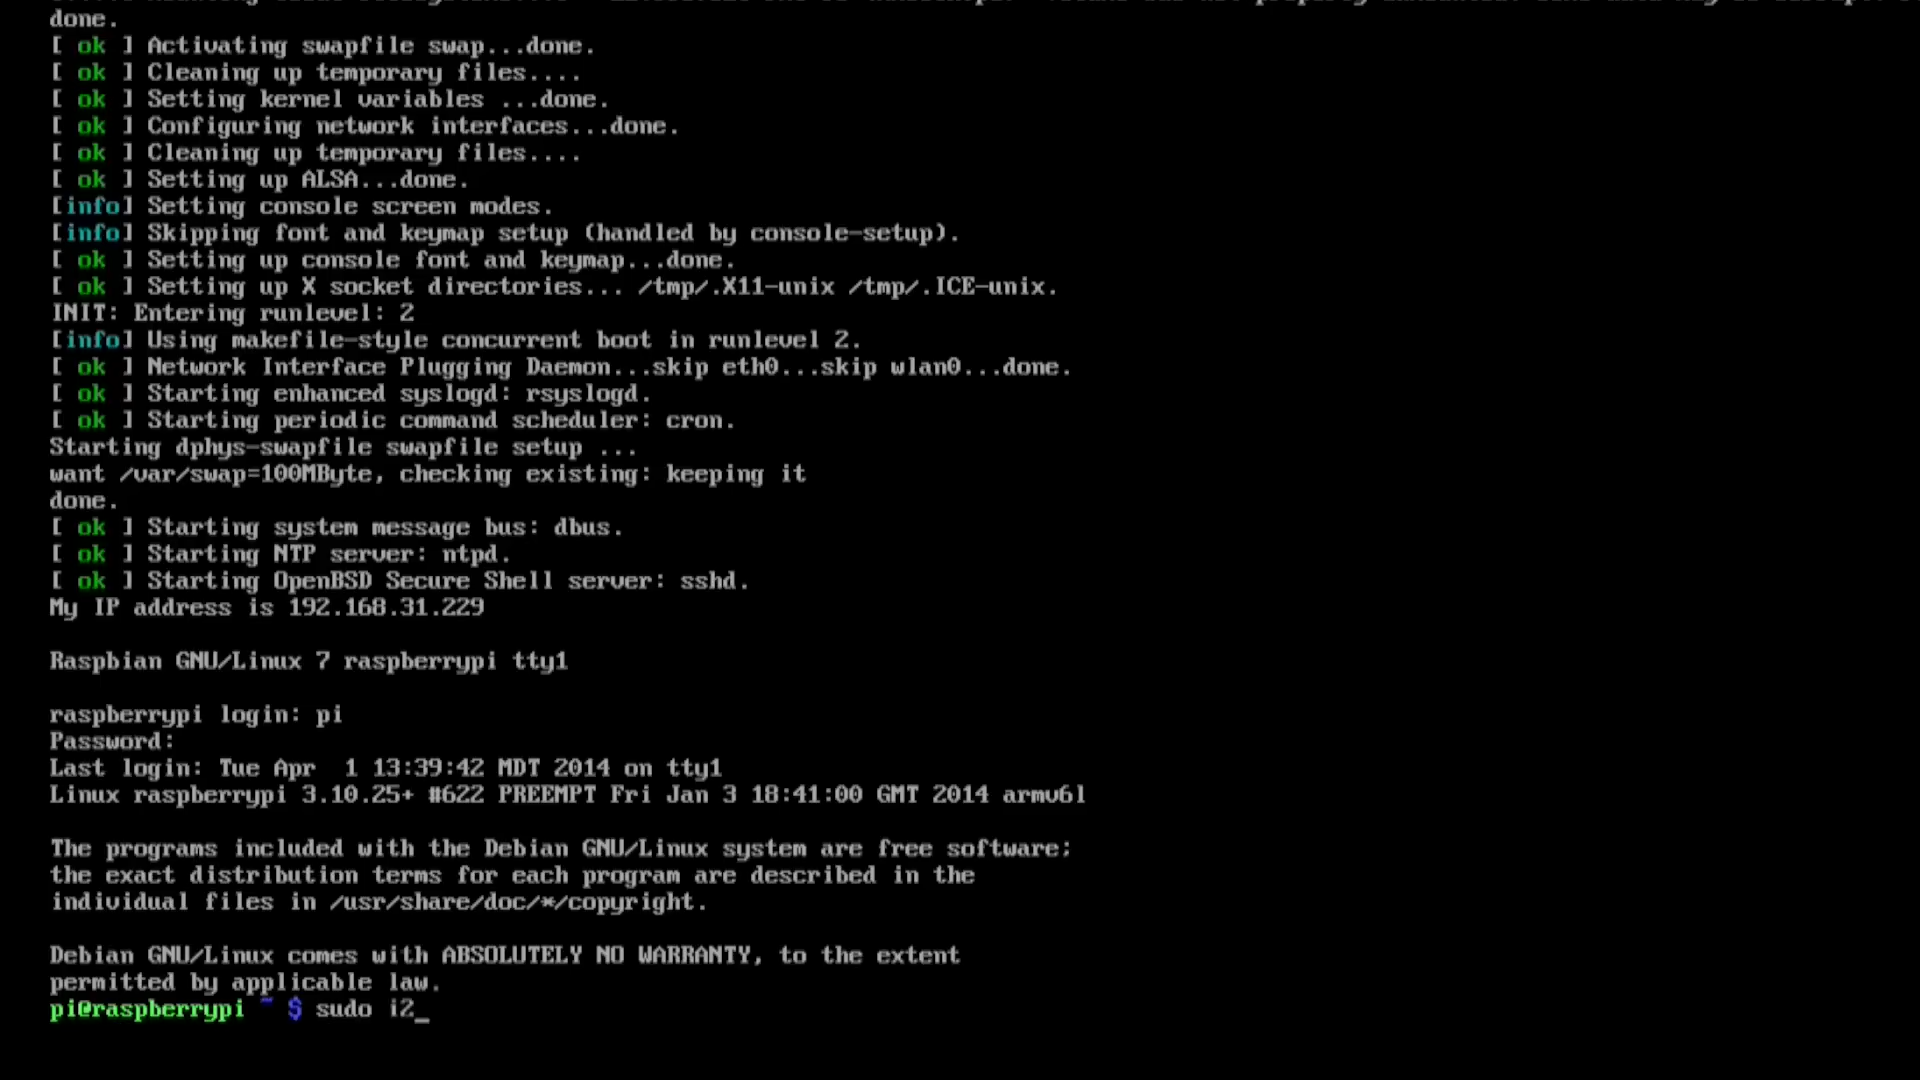 done.
[ ok ] Activating swapfile swap...done.
[ ok ] Cleaning up temporary files....
[ ok ] Setting kernel variables ...done.
[ ok ] Configuring network interfaces...done.
[ ok ] Cleaning up temporary files....
[ ok ] Setting up ALSA...done.
[info] Setting console screen modes.
[info] Skipping font and keymap setup (handled by console-setup).
[ ok ] Setting up console font and keymap...done.
[ ok ] Setting up X socket directories... /tmp/.X11-unix /tmp/.ICE-unix.
INIT: Entering runlevel: 2
[info] Using makefile-style concurrent boot in runlevel 2.
[ ok ] Network Interface Plugging Daemon...skip eth0...skip wlan0...done.
[ ok ] Starting enhanced syslogd: rsyslogd.
[ ok ] Starting periodic command scheduler: cron.
Starting dphys-swapfile swapfile setup ...
want /var/swap=100MByte, checking existing: keeping it
done.
[ ok ] Starting system message bus: dbus.
[ ok ] Starting NTP server: ntpd.
[ ok ] Starting OpenBSD Secure Shell server: sshd.
My IP address is 192.168.31.229
Raspbian GNU/Linux 7 raspberrypi tty1
raspberrypi login: pi
Password:
Last login: Tue Apr  1 13:39:42 MDT 2014 on tty1
Linux raspberrypi 3.10.25+ #622 PREEMPT Fri Jan 3 18:41:00 GMT 2014 armv6l
The programs included with the Debian GNU/Linux system are free software;
the exact distribution terms for each program are described in the
individual files in /usr/share/doc/*/copyright.
Debian GNU/Linux comes with ABSOLUTELY NO WARRANTY, to the extent
permitted by applicable law.
pi@raspberrypi ~ $ sudo i2_